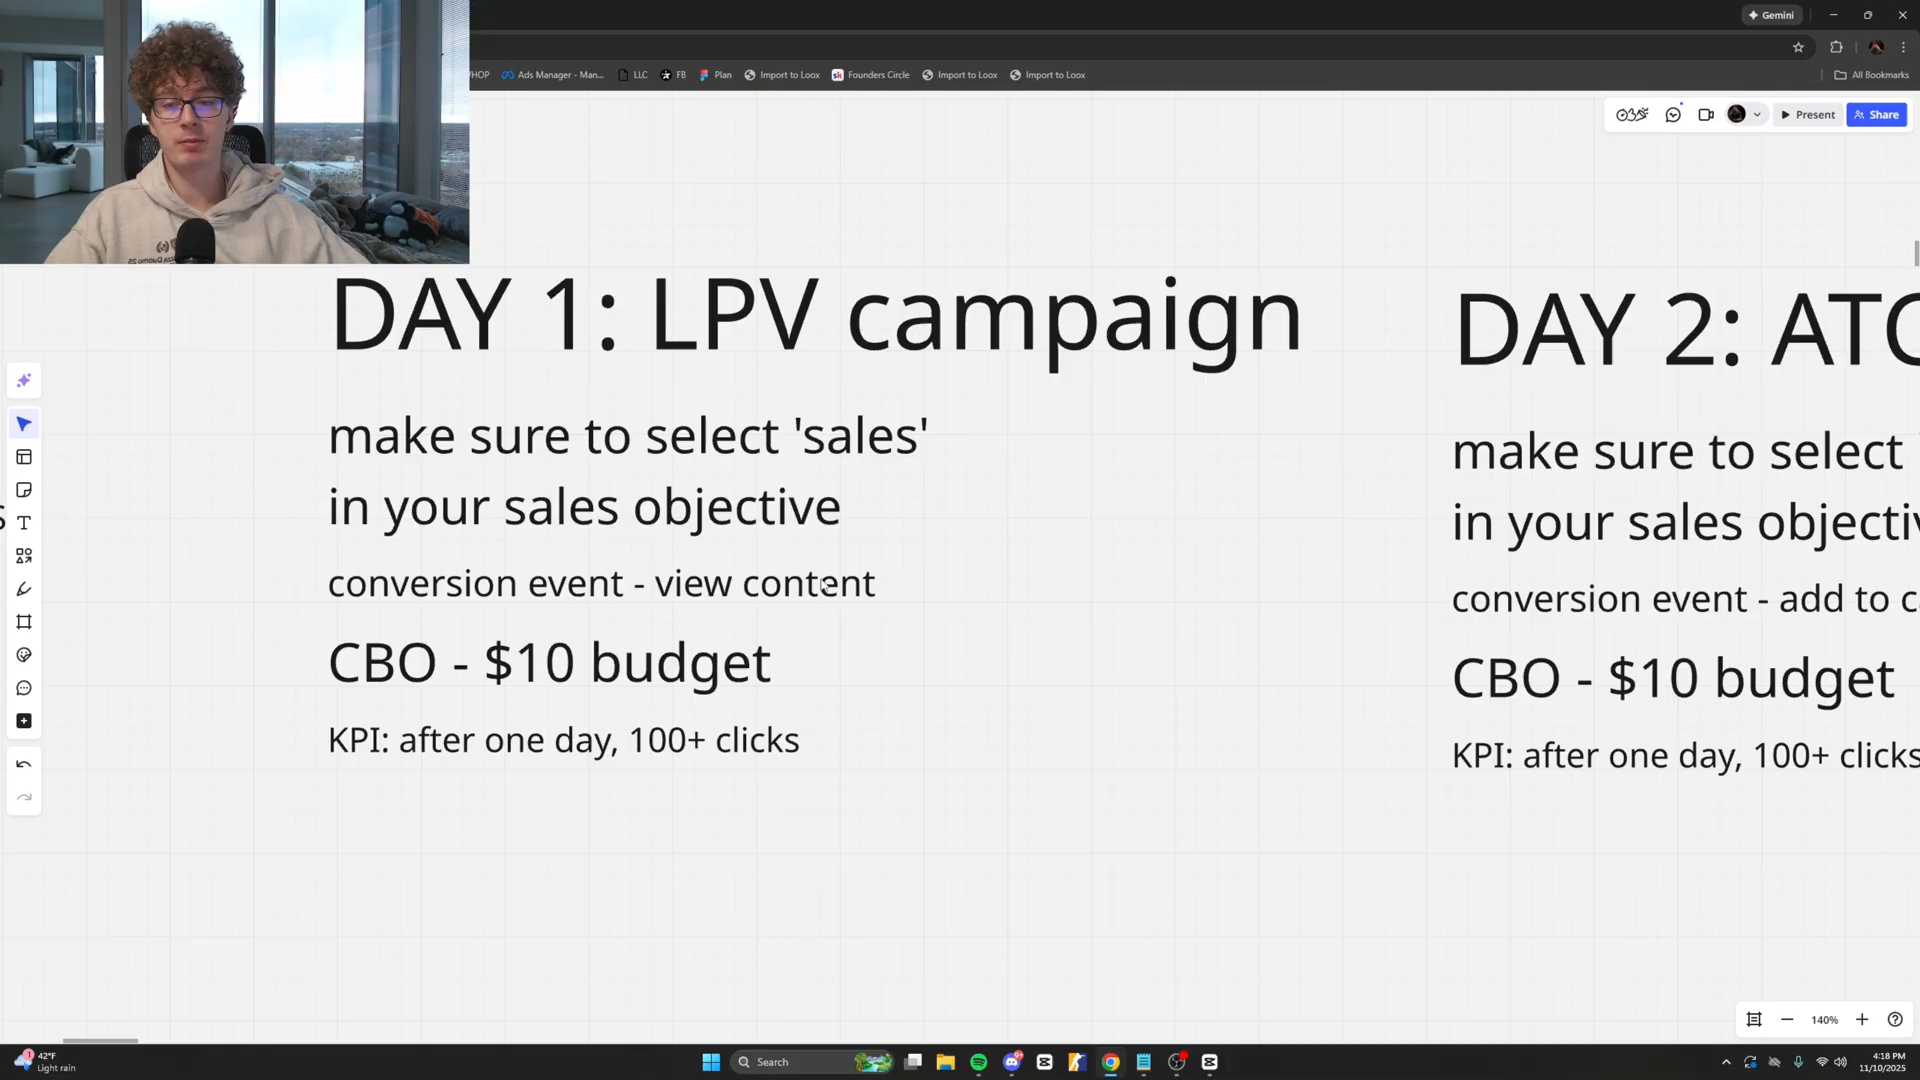 Gemini
/HOP
Ads Manager - Man...
LLC
FB
Plan
Import to Loox
Founders Circle
Import to Loox
Import to Loox
All Bookmarks
Present
Share
DAY 1: LPV campaign
make sure to select 'sales'
in your sales objective
conversion event - view content
CBO - $10 budget
KPI: after one day, 100+ clicks
DAY 2: ATC
make sure to select
in your sales objectiv
conversion event - add to c
CBO - $10 budget
KPI: after one day, 100+ clicks
140%
42°F
Light rain
Search
4:18 PM
11/10/2025